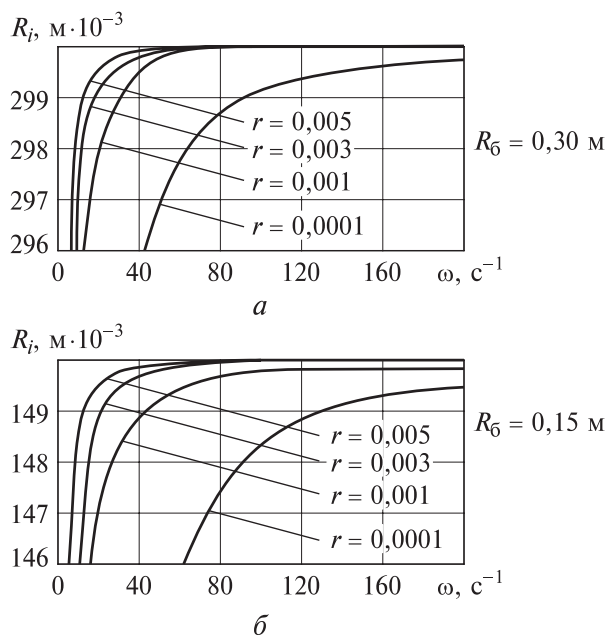 Rᵢ, м·10⁻³
299
298
297
296
r = 0,005
r = 0,003
r = 0,001
r = 0,0001
R_б = 0,30 м
0 40 80 120 160 ω, с⁻¹
а
Rᵢ, м·10⁻³
149
148
147
146
r = 0,005
r = 0,003
r = 0,001
r = 0,0001
R_б = 0,15 м
0 40 80 120 160 ω, с⁻¹
б